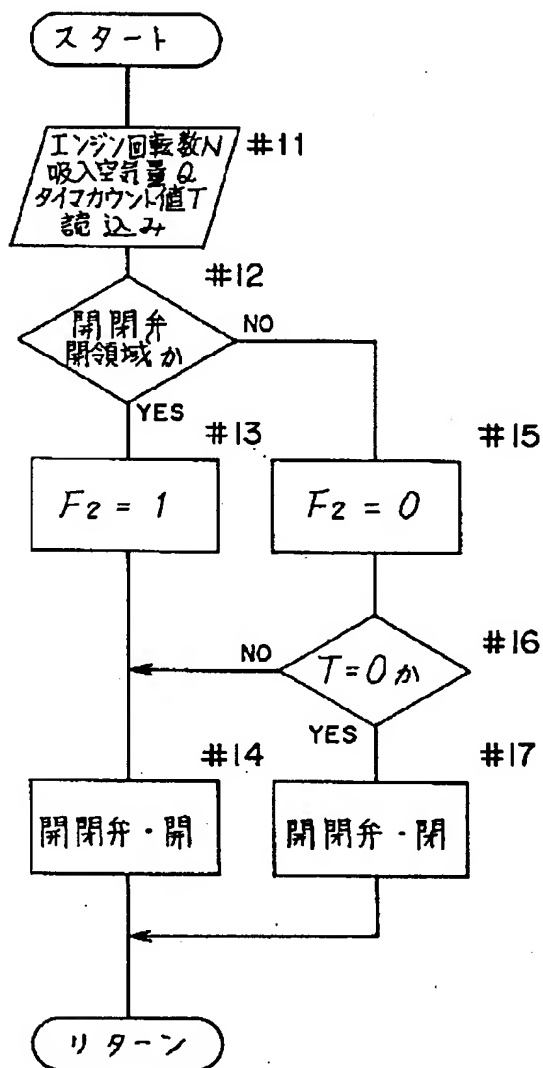 スタート
エンジン回転数N
吸入空気量Q
タイマカウント値T
読込み
#11
#12
開閉弁
開領域か
NO
YES
#13
#15
F2 = 1
F2 = 0
#16
NO
T=0か
YES
#14
#17
開閉弁・開
開閉弁・閉
リターン